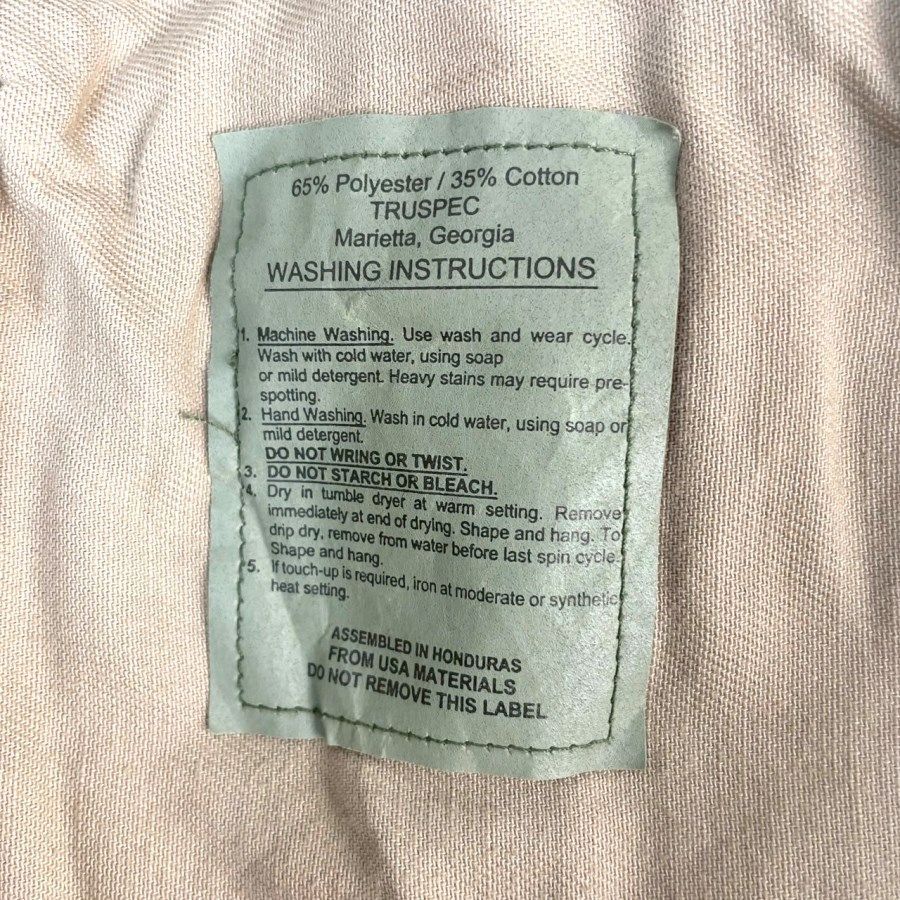 65% Polyester / 35% Cotton
TRUSPEC
Marietta, Georgia
WASHING INSTRUCTIONS
1. Machine Washing. Use wash and wear cycle.
Wash with cold water, using soap
or mild detergent. Heavy stains may require pre-
spotting.
2. Hand Washing. Wash in cold water, using soap or
mild detergent.
DO NOT WRING OR TWIST.
3. DO NOT STARCH OR BLEACH.
4. Dry in tumble dryer at warm setting. Remove
immediately at end of drying. Shape and hang. To
drip dry, remove from water before last spin cycle.
Shape and hang.
5. If touch-up is required, iron at moderate or synthetic
heat setting.
ASSEMBLED IN HONDURAS
FROM USA MATERIALS
DO NOT REMOVE THIS LABEL